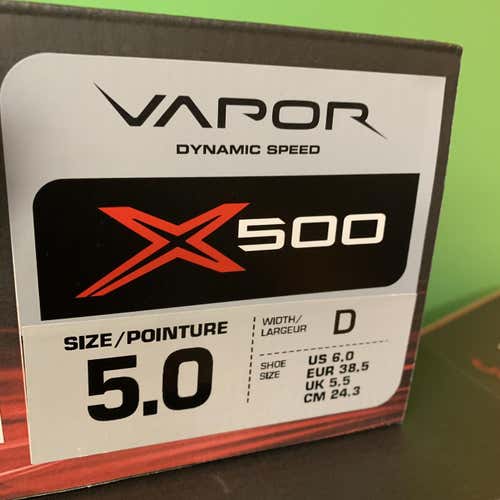 VAPOR
DYNAMIC SPEED
X500
SIZE/POINTURE
5.0
WIDTH/
LARGEUR
D
SHOE
SIZE
US 6.0
EUR 38.5
UK 5.5
CM 24.3